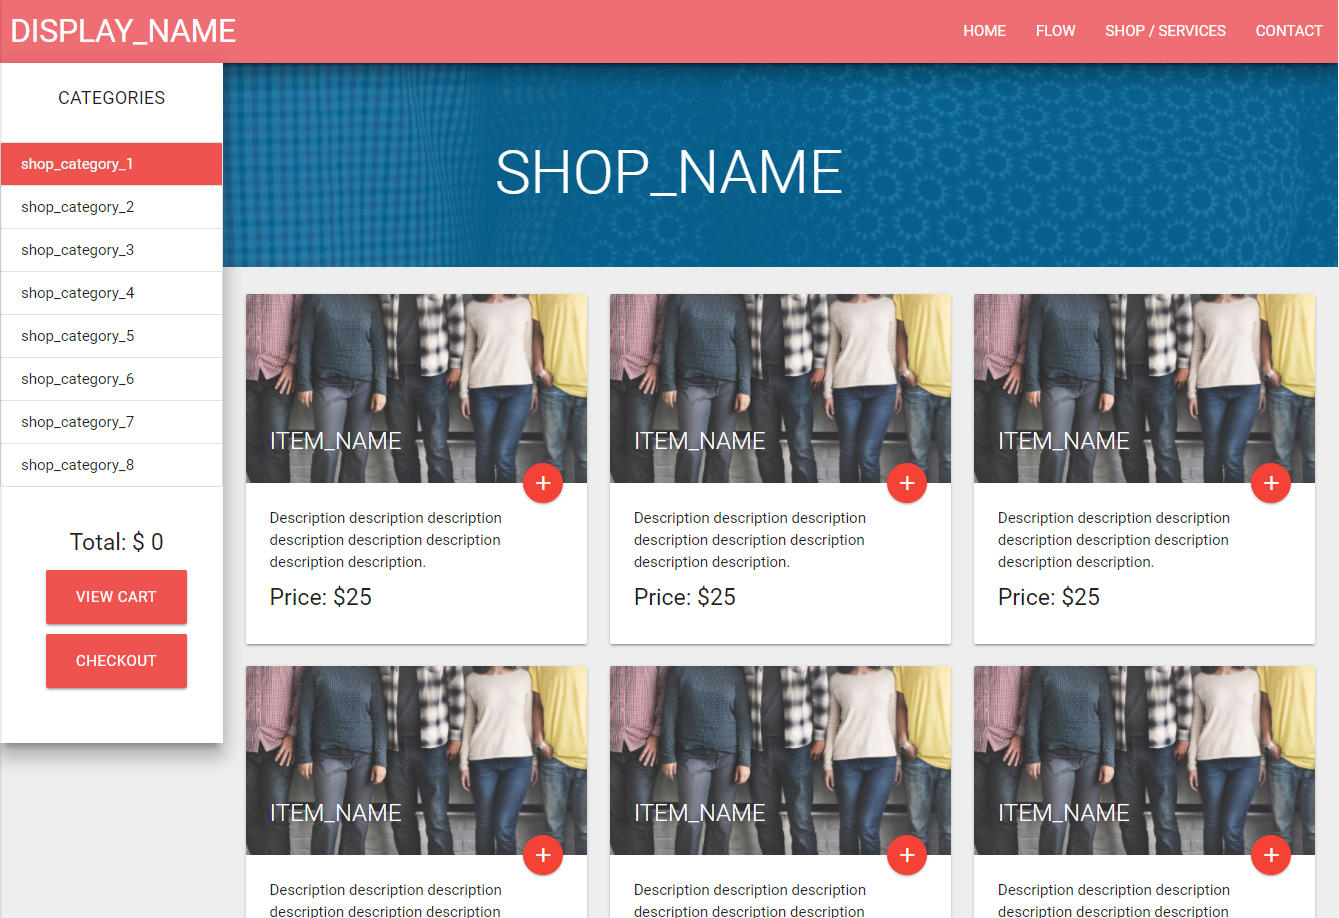 DISPLAY_NAME
HOME FLOW SHOP / SERVICES CONTACT
CATEGORIES
shop_category_1
shop_category_2
shop_category_3
shop_category_4
shop_category_5
shop_category_6
shop_category_7
shop_category_8
Total: $ 0
VIEW CART
CHECKOUT
SHOP_NAME
ITEM_NAME
+
Description description description
description description description
description description.
Price: $25
ITEM_NAME
+
Description description description
description description description
description description.
Price: $25
ITEM_NAME
+
Description description description
description description description
description description.
Price: $25
ITEM_NAME
+
Description description description
description description description
ITEM_NAME
+
Description description description
description description description
ITEM_NAME
+
Description description description
description description description